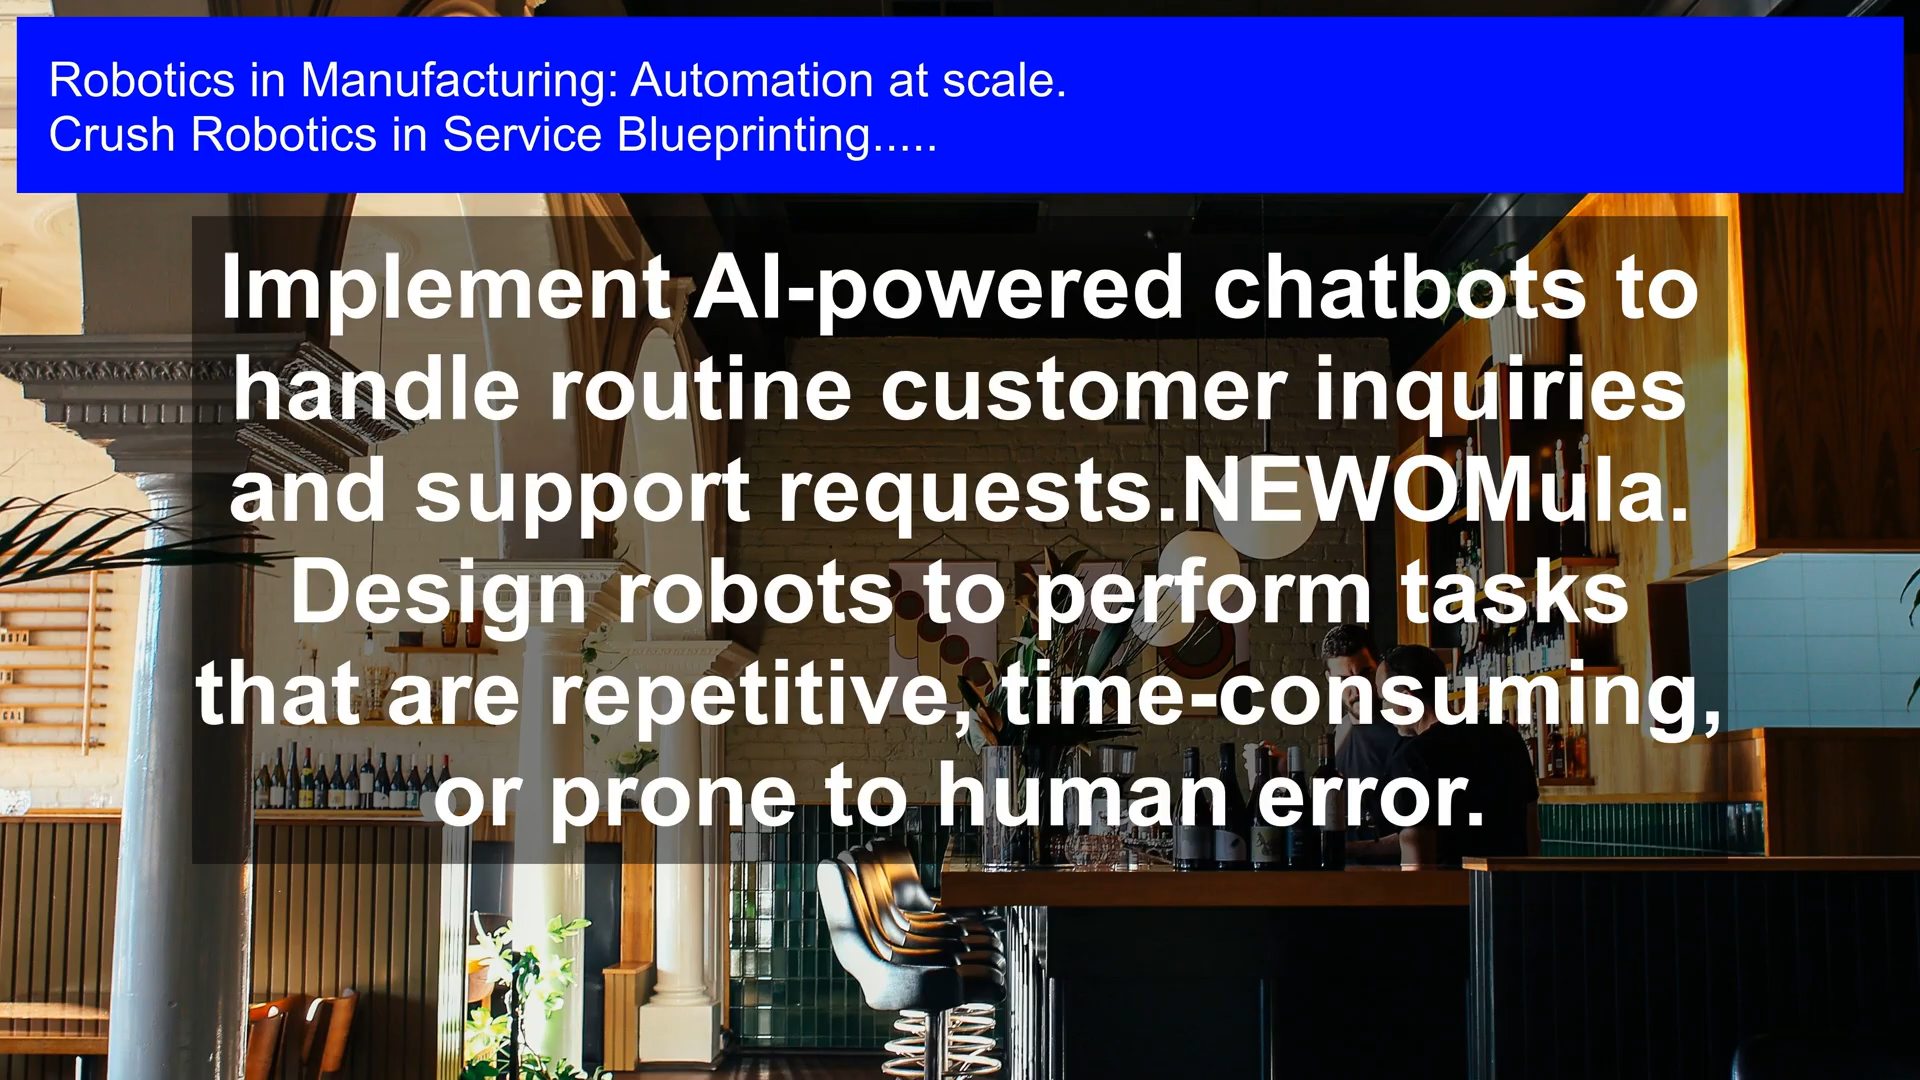 Robotics in Manufacturing: Automation at scale.
Crush Robotics in Service Blueprinting.....
Implement AI-powered chatbots to
handle routine customer inquiries
and support requests.NEWOMula.
Design robots to perform tasks
that are repetitive, time-consuming,
or prone to human error.